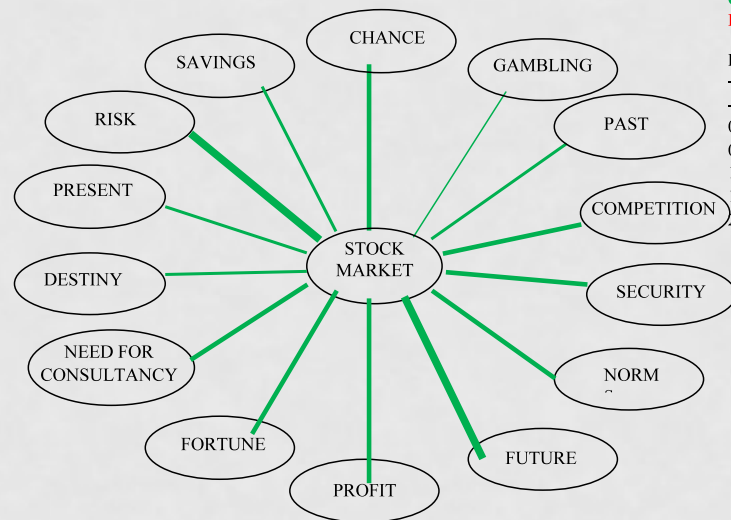 CHANCE
SAVINGS
GAMBLING
RISK
PAST
PRESENT
COMPETITION
STOCK
MARKET
DESTINY
SECURITY
NEED FOR
CONSULTANCY
NORM
FORTUNE
FUTURE
PROFIT